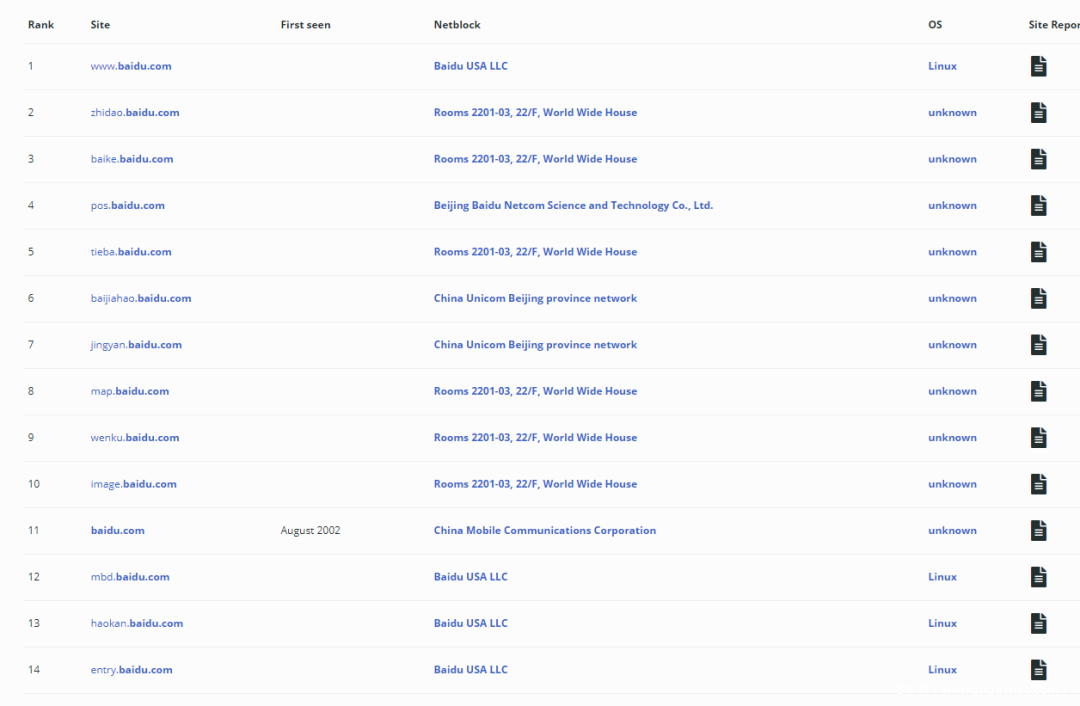 Rank Site First seen Netblock OS Site Repor
1 www.baidu.com Baidu USA LLC Linux
2 zhidao.baidu.com Rooms 2201-03, 22/F, World Wide House unknown
3 baike.baidu.com Rooms 2201-03, 22/F, World Wide House unknown
4 pos.baidu.com Beijing Baidu Netcom Science and Technology Co., Ltd. unknown
5 tieba.baidu.com Rooms 2201-03, 22/F, World Wide House unknown
6 baijiahao.baidu.com China Unicom Beijing province network unknown
7 jingyan.baidu.com China Unicom Beijing province network unknown
8 map.baidu.com Rooms 2201-03, 22/F, World Wide House unknown
9 wenku.baidu.com Rooms 2201-03, 22/F, World Wide House unknown
10 image.baidu.com Rooms 2201-03, 22/F, World Wide House unknown
11 baidu.com August 2002 China Mobile Communications Corporation unknown
12 mbd.baidu.com Baidu USA LLC Linux
13 haokan.baidu.com Baidu USA LLC Linux
14 entry.baidu.com Baidu USA LLC Linux